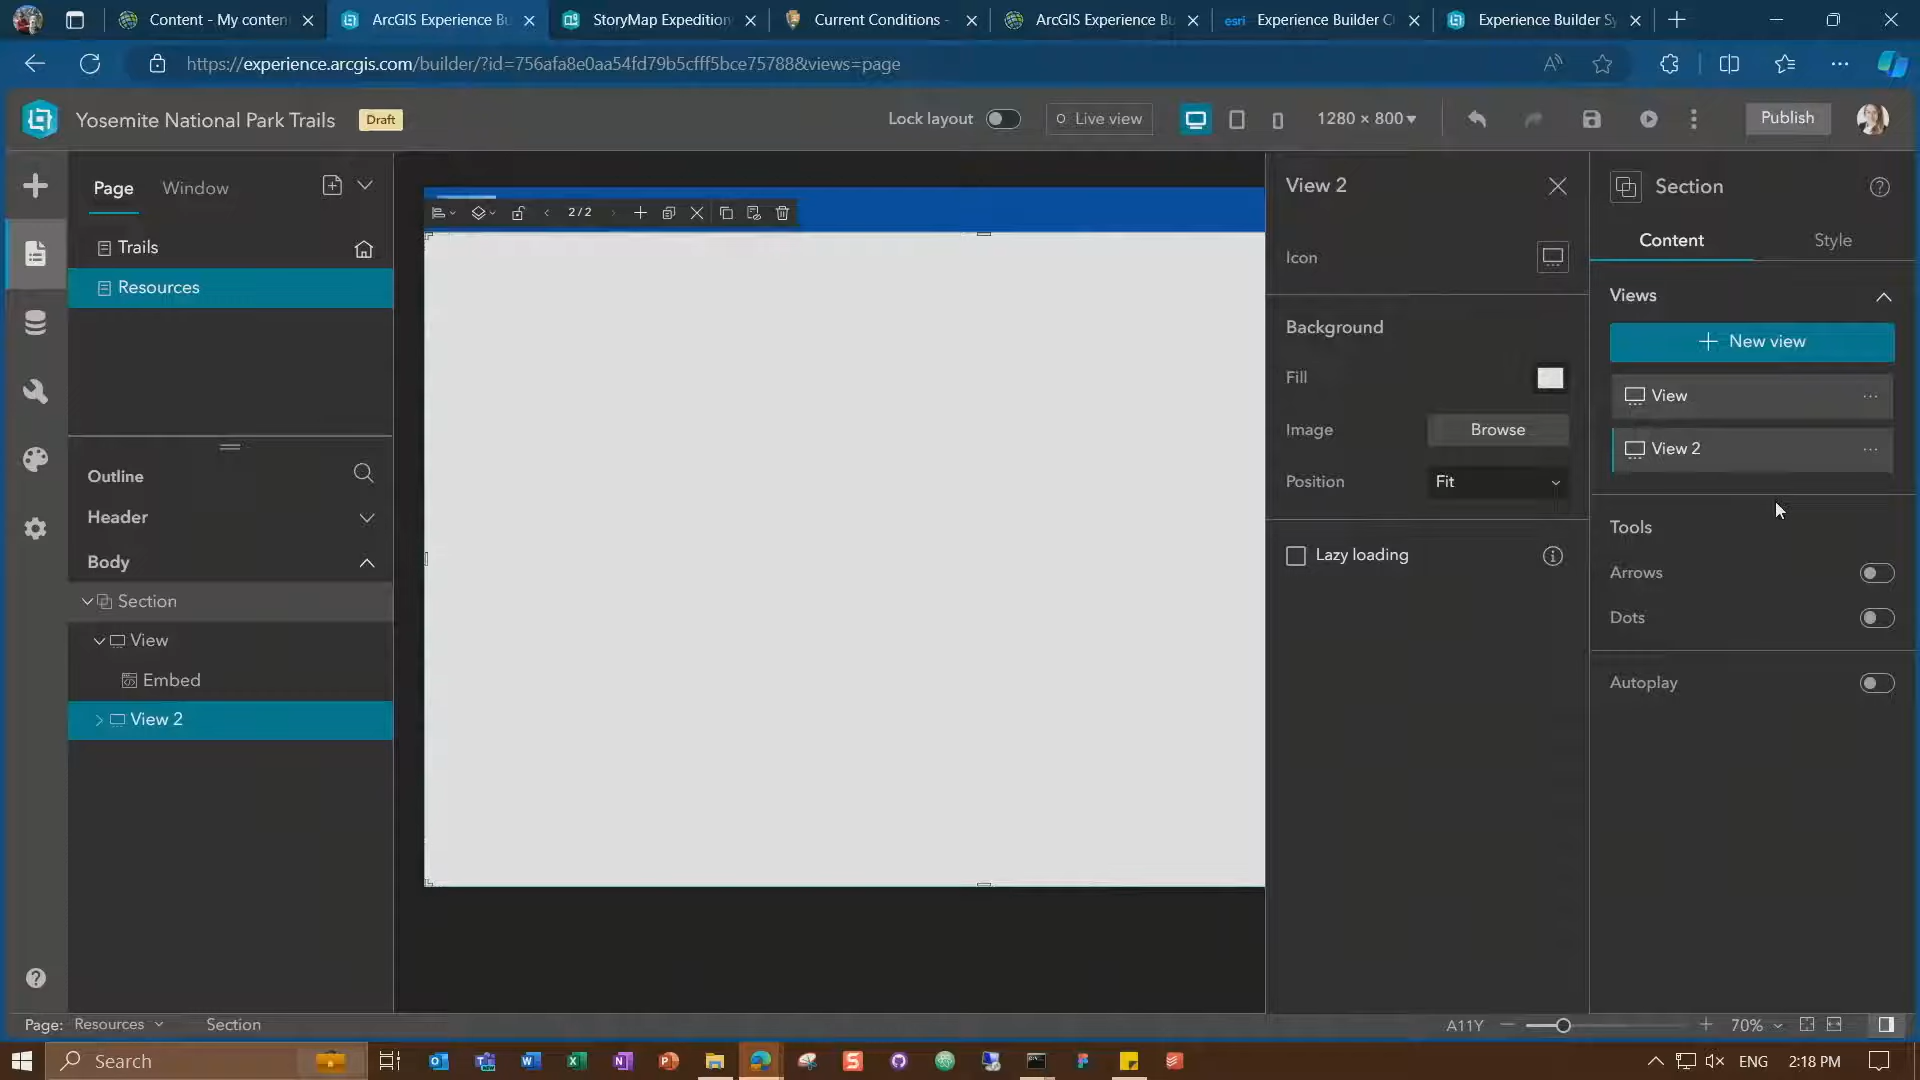 Content - My conten
ArcGIS Experience Bu
StoryMap Expedition
Current Conditions -
ArcGIS Experience Bu
esri Experience Builder Cl
Experience Builder Sy
https://experience.arcgis.com/builder/?id=756afa8e0aa54fd79b5cfff5bce75788&views=page
Yosemite National Park Trails
Draft
Lock layout
Live view
1280 × 800
Publish
Page
Window
Trails
Resources
Outline
Header
Body
Section
View
Embed
View 2
2/2
View 2
Icon
Background
Fill
Image
Browse
Position
Fit
Lazy loading
Section
Content
Style
Views
New view
View
View 2
Tools
Arrows
Dots
Autoplay
Page: Resources
Section
A11Y
70%
Search
ENG
2:18 PM